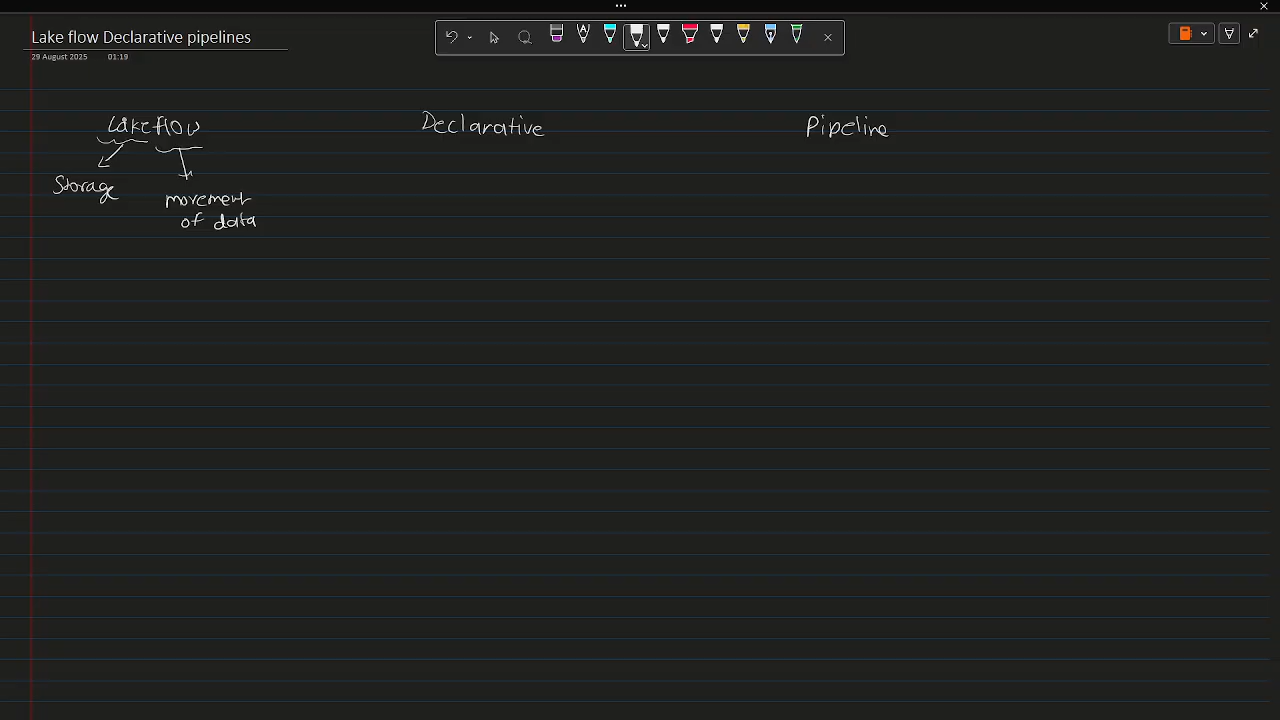 Lake flow Declarative pipelines
29 August 2025 01:19
Lakeflow Declarative Pipeline
Storage
movement
of data